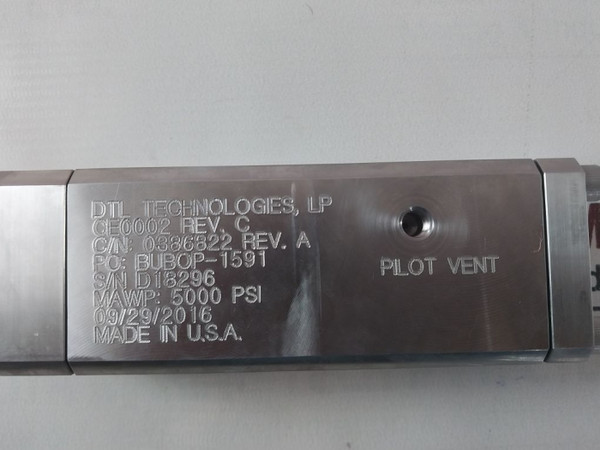 DTL TECHNOLOGIES, LP
GE0002 REV. C
C/N: 0386822 REV. A
P.O: BUBOP-1591
S/N D18296
MAWP: 5000 PSI
09/29/2016
MADE IN U.S.A.
PILOT VENT